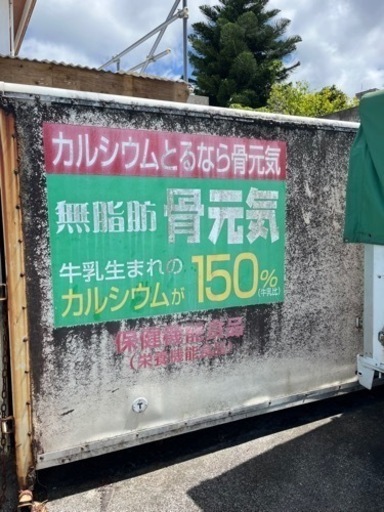 カルシウムとるなら骨元気
無脂肪 骨元気
牛乳生まれの
カルシウムが 150%
(牛乳比)
保健機能食品
(栄養機能食品)